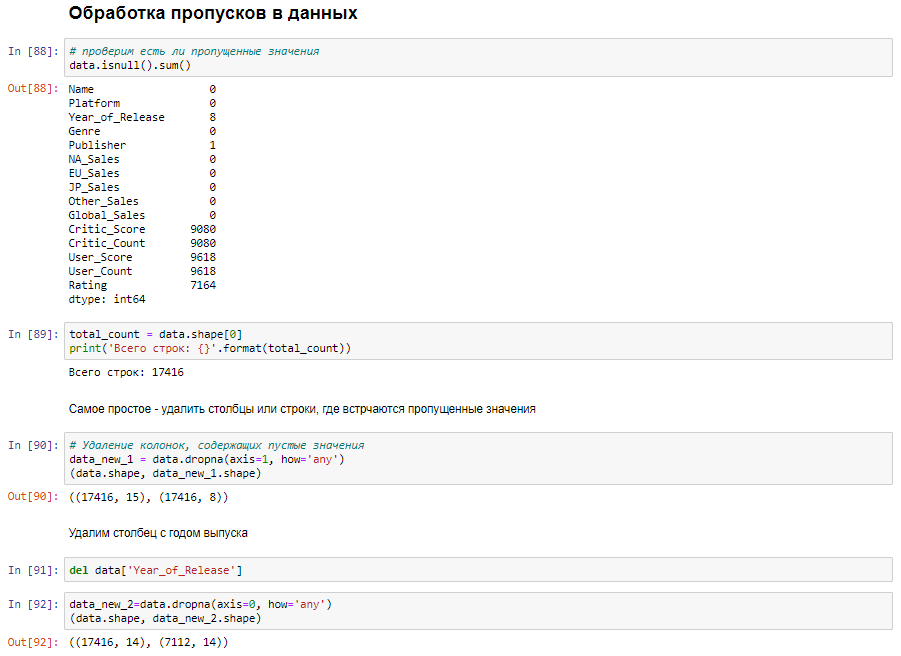 Обработка пропусков в данных
In [88]: # проверим есть ли пропущенные значения
data.isnull().sum()
Out[88]: Name 0
Platform 0
Year_of_Release 8
Genre 0
Publisher 1
NA_Sales 0
EU_Sales 0
JP_Sales 0
Other_Sales 0
Global_Sales 0
Critic_Score 9080
Critic_Count 9080
User_Score 9618
User_Count 9618
Rating 7164
dtype: int64
In [89]: total_count = data.shape[0]
print('Всего строк: {}'.format(total_count))
Всего строк: 17416
Самое простое - удалить столбцы или строки, где встрчаются пропущенные значения
In [90]: # Удаление колонок, содержащих пустые значения
data_new_1 = data.dropna(axis=1, how='any')
(data.shape, data_new_1.shape)
Out[90]: ((17416, 15), (17416, 8))
Удалим столбец с годом выпуска
In [91]: del data['Year_of_Release']
In [92]: data_new_2=data.dropna(axis=0, how='any')
(data.shape, data_new_2.shape)
Out[92]: ((17416, 14), (7112, 14))